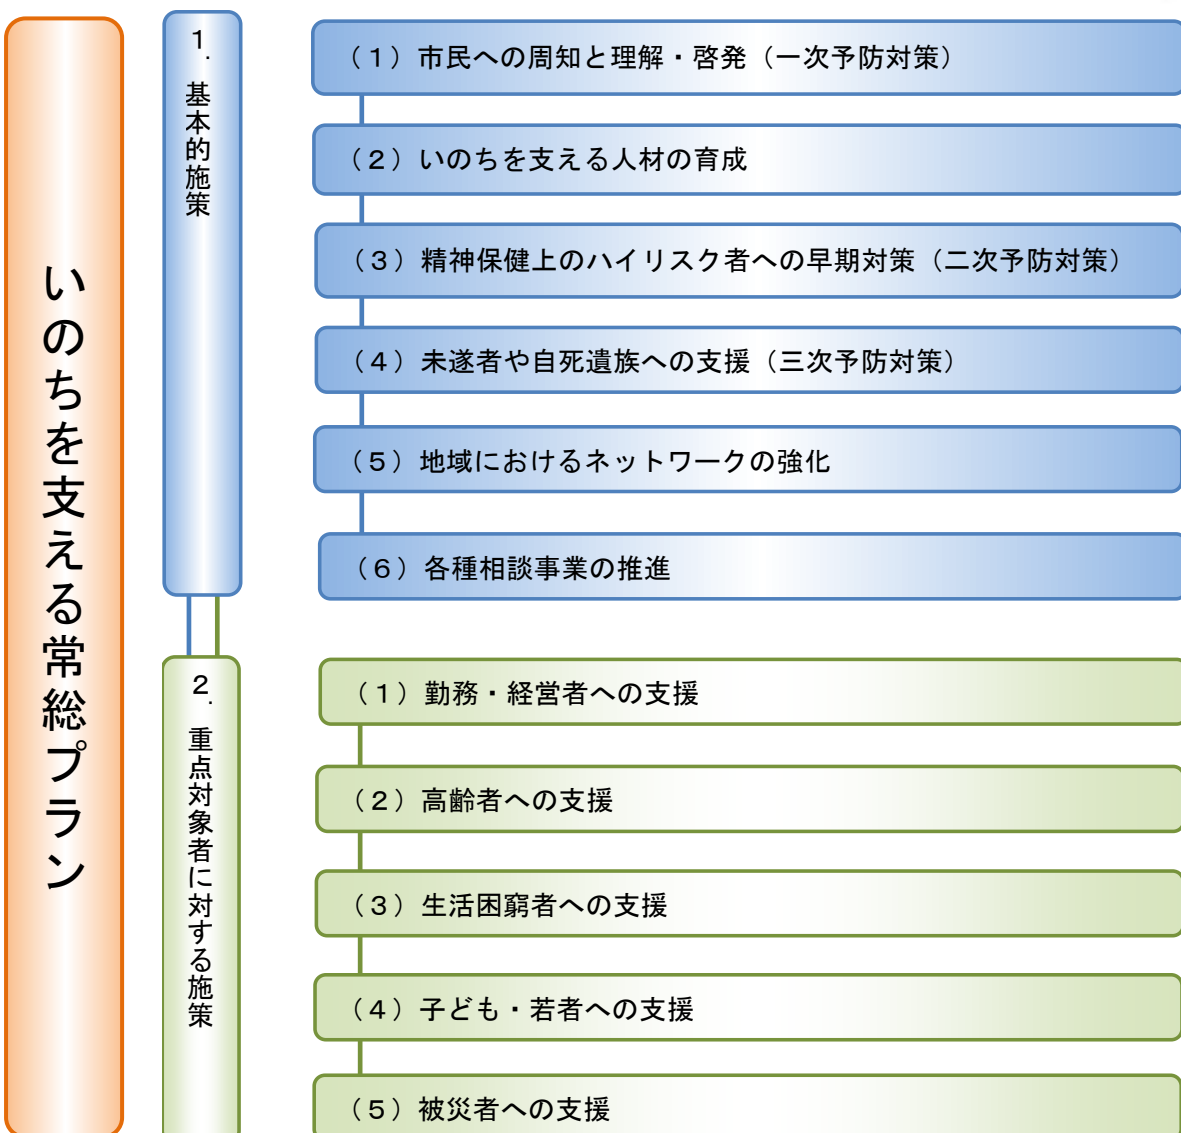 いのちを支える常総プラン
1．基本的施策
（１）市民への周知と理解・啓発（一次予防対策）
（２）いのちを支える人材の育成
（３）精神保健上のハイリスク者への早期対策（二次予防対策）
（４）未遂者や自死遺族への支援（三次予防対策）
（５）地域におけるネットワークの強化
（６）各種相談事業の推進
2．重点対象者に対する施策
（１）勤務・経営者への支援
（２）高齢者への支援
（３）生活困窮者への支援
（４）子ども・若者への支援
（５）被災者への支援